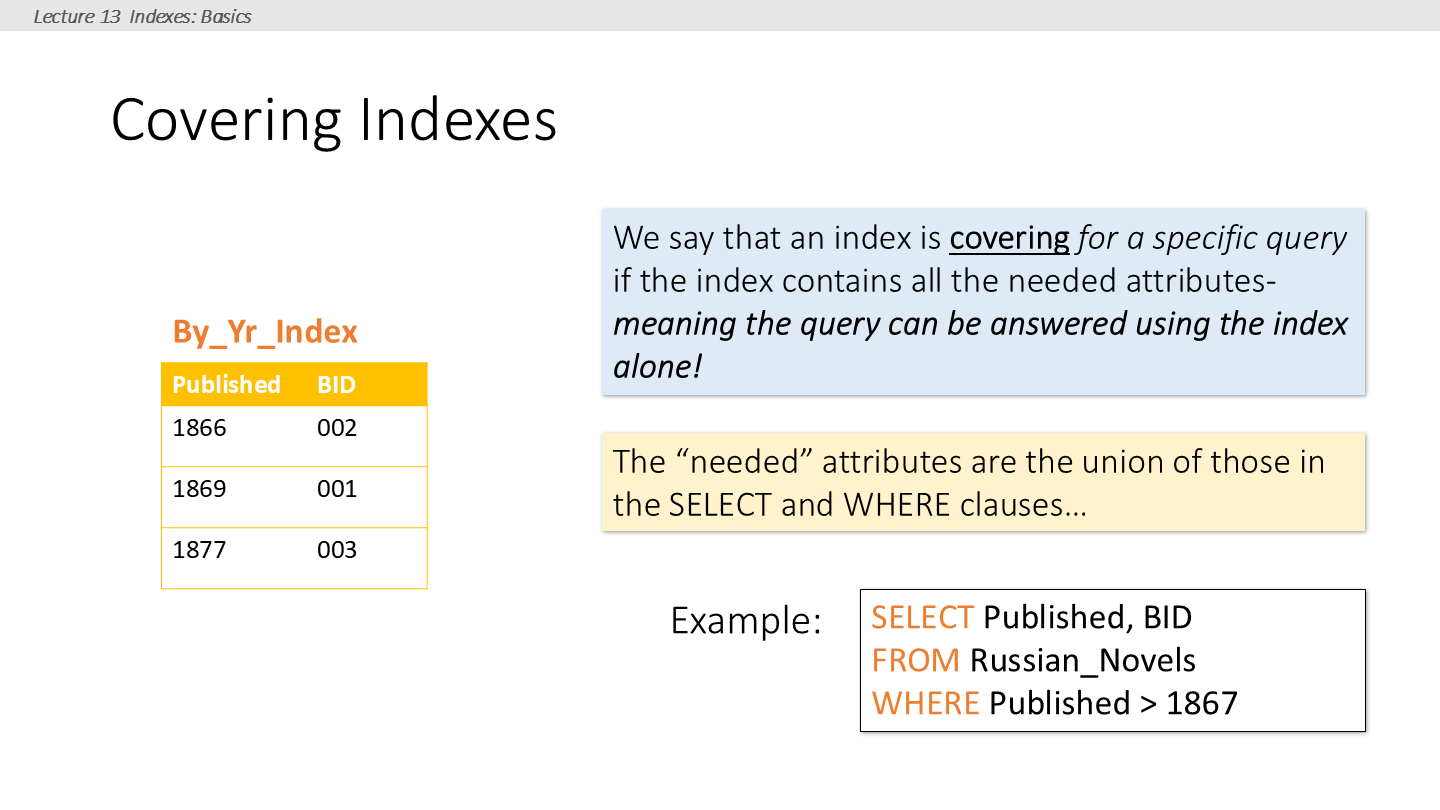 Lecture 13 Indexes: Basics
Covering Indexes
We say that an index is covering for a specific query
if the index contains all the needed attributes-
meaning the query can be answered using the index
alone!
By_Yr_Index
Published BID
1866 002
1869 001
1877 003
The “needed” attributes are the union of those in
the SELECT and WHERE clauses…
Example:
SELECT Published, BID
FROM Russian_Novels
WHERE Published > 1867